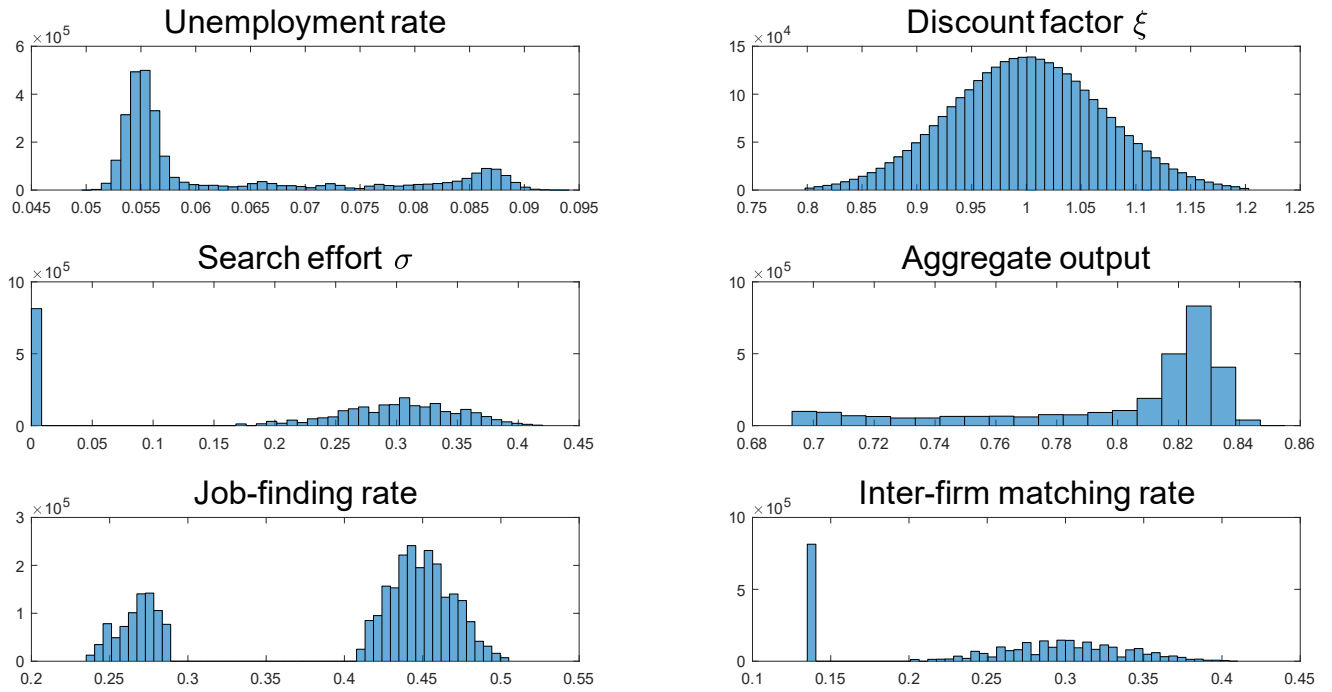 Unemployment rate
× 10^5
6
4
2
0
0.045 0.05 0.055 0.06 0.065 0.07 0.075 0.08 0.085 0.09 0.095
Discount factor ξ
× 10^4
15
10
5
0
0.75 0.8 0.85 0.9 0.95 1 1.05 1.1 1.15 1.2 1.25
Search effort σ
× 10^5
10
5
0
0 0.05 0.1 0.15 0.2 0.25 0.3 0.35 0.4 0.45
Aggregate output
× 10^5
10
5
0
0.68 0.7 0.72 0.74 0.76 0.78 0.8 0.82 0.84 0.86
Job-finding rate
× 10^5
3
2
1
0
0.2 0.25 0.3 0.35 0.4 0.45 0.5 0.55
Inter-firm matching rate
× 10^5
10
5
0
0.1 0.15 0.2 0.25 0.3 0.35 0.4 0.45